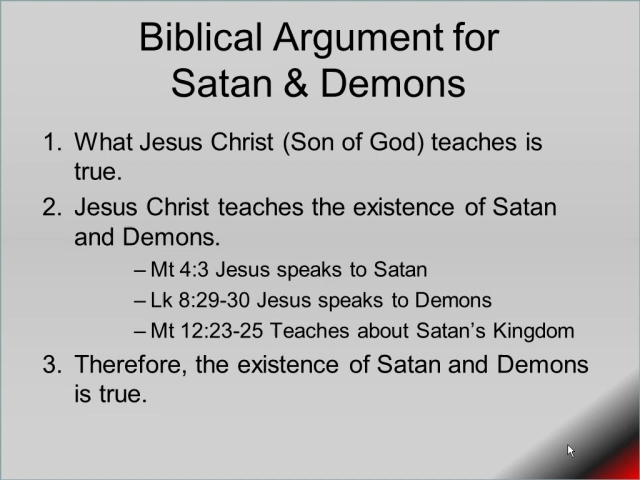 Biblical Argument for
Satan & Demons
1. What Jesus Christ (Son of God) teaches is
true.
2. Jesus Christ teaches the existence of Satan
and Demons.
– Mt 4:3 Jesus speaks to Satan
– Lk 8:29-30 Jesus speaks to Demons
– Mt 12:23-25 Teaches about Satan's Kingdom
3. Therefore, the existence of Satan and Demons
is true.